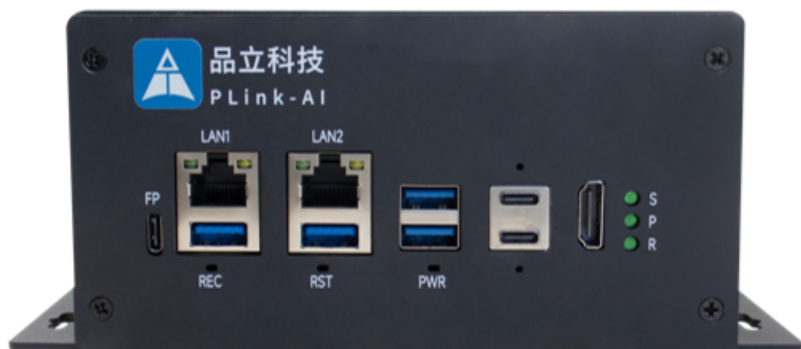 品立科技
PLink-AI
LAN1
LAN2
FP
S
P
R
REC
RST
PWR